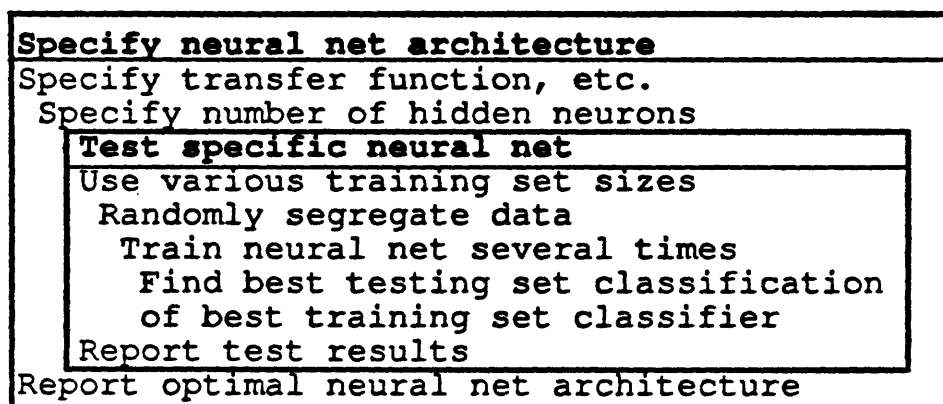 Specify neural net architecture
Specify transfer function, etc.
Specify number of hidden neurons
Test specific neural net
Use various training set sizes
Randomly segregate data
Train neural net several times
Find best testing set classification
of best training set classifier
Report test results
Report optimal neural net architecture